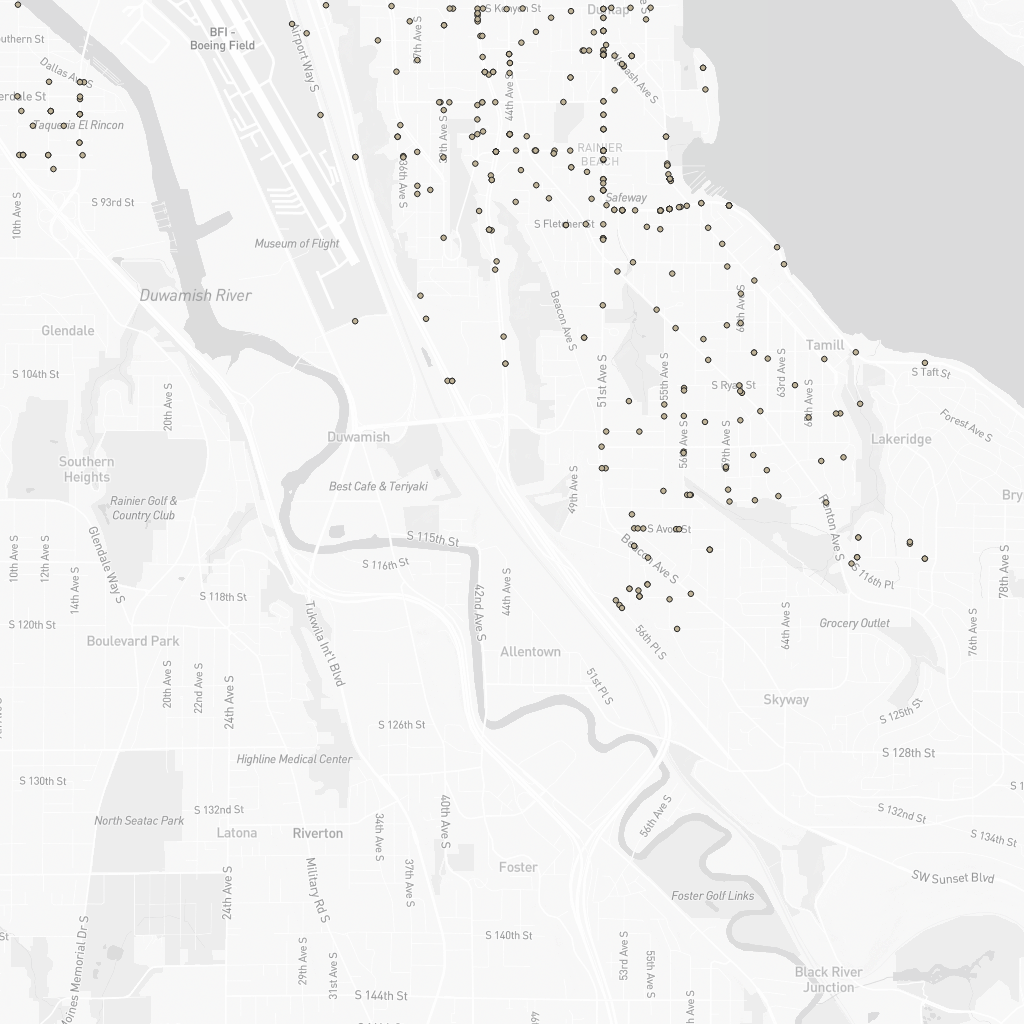 S Kenyon St
Dunlap
BFI -
Boeing Field
Airport Way S
37th Ave S
Dallas Ave S
Wabash Ave S
44th Ave S
Taqueria El Rincon
39th Ave S
RAINIER
BEACH
36th Ave S
10th Ave S
S 93rd St
Safeway
S Fletcher St
Museum of Flight
Duwamish River
Beacon Ave S
Glendale
Tamill
S 104th St
51st Ave S
55th Ave S
S Ryan St
63rd Ave S
S Taft St
20th Ave S
Forest Ave S
Duwamish
56th Ave S
59th Ave S
Lakeridge
Southern
Heights
Best Cafe & Teriyaki
49th Ave S
Rainier Golf &
Country Club
Renton Ave S
Glendale Way S
S 115th St
S Avon St
Beacon Ave S
S 116th St
S 116th Pl
10th Ave S
12th Ave S
14th Ave S
78th Ave S
S 118th St
42nd Ave S
44th Ave S
S 120th St
Tukwila Int'l Blvd
64th Ave S
Grocery Outlet
76th Ave S
Boulevard Park
56th Pl S
Allentown
20th Ave S
22nd Ave S
24th Ave S
51st Pl S
Skyway
S 125th St
S 126th St
S 128th St
Highline Medical Center
S 130th St
S 132nd St
56th Ave S
S 132nd St
North Seatac Park
Latona
Riverton
34th Ave S
40th Ave S
S 134th St
Foster
SW Sunset Blvd
24th Ave S
Military Rd S
37th Ave S
Foster Golf Links
S 140th St
29th Ave S
31st Ave S
53rd Ave S
55th Ave S
Black River
Junction
S 144th St
56th Ave S